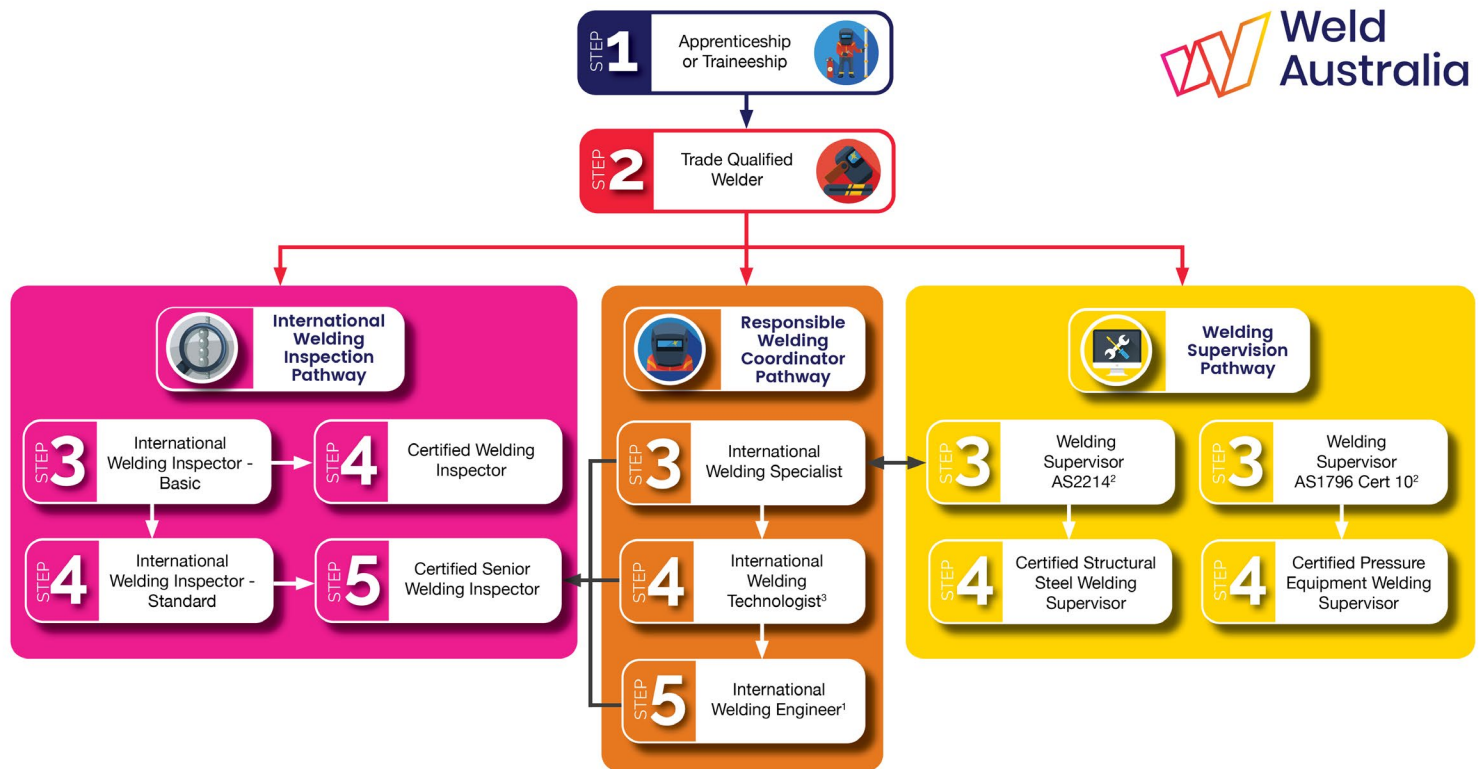 Weld
Australia
STEP 1
Apprenticeship
or Traineeship
STEP 2
Trade Qualified
Welder
International
Welding
Inspection
Pathway
STEP 3
International
Welding Inspector -
Basic
STEP 4
Certified Welding
Inspector
STEP 4
International
Welding Inspector -
Standard
STEP 5
Certified Senior
Welding Inspector
Responsible
Welding
Coordinator
Pathway
STEP 3
International
Welding Specialist
STEP 4
International
Welding
Technologist³
STEP 5
International
Welding Engineer¹
Welding
Supervision
Pathway
STEP 3
Welding
Supervisor
AS2214²
STEP 3
Welding
Supervisor
AS1796 Cert 10²
STEP 4
Certified Structural
Steel Welding
Supervisor
STEP 4
Certified Pressure
Equipment Welding
Supervisor